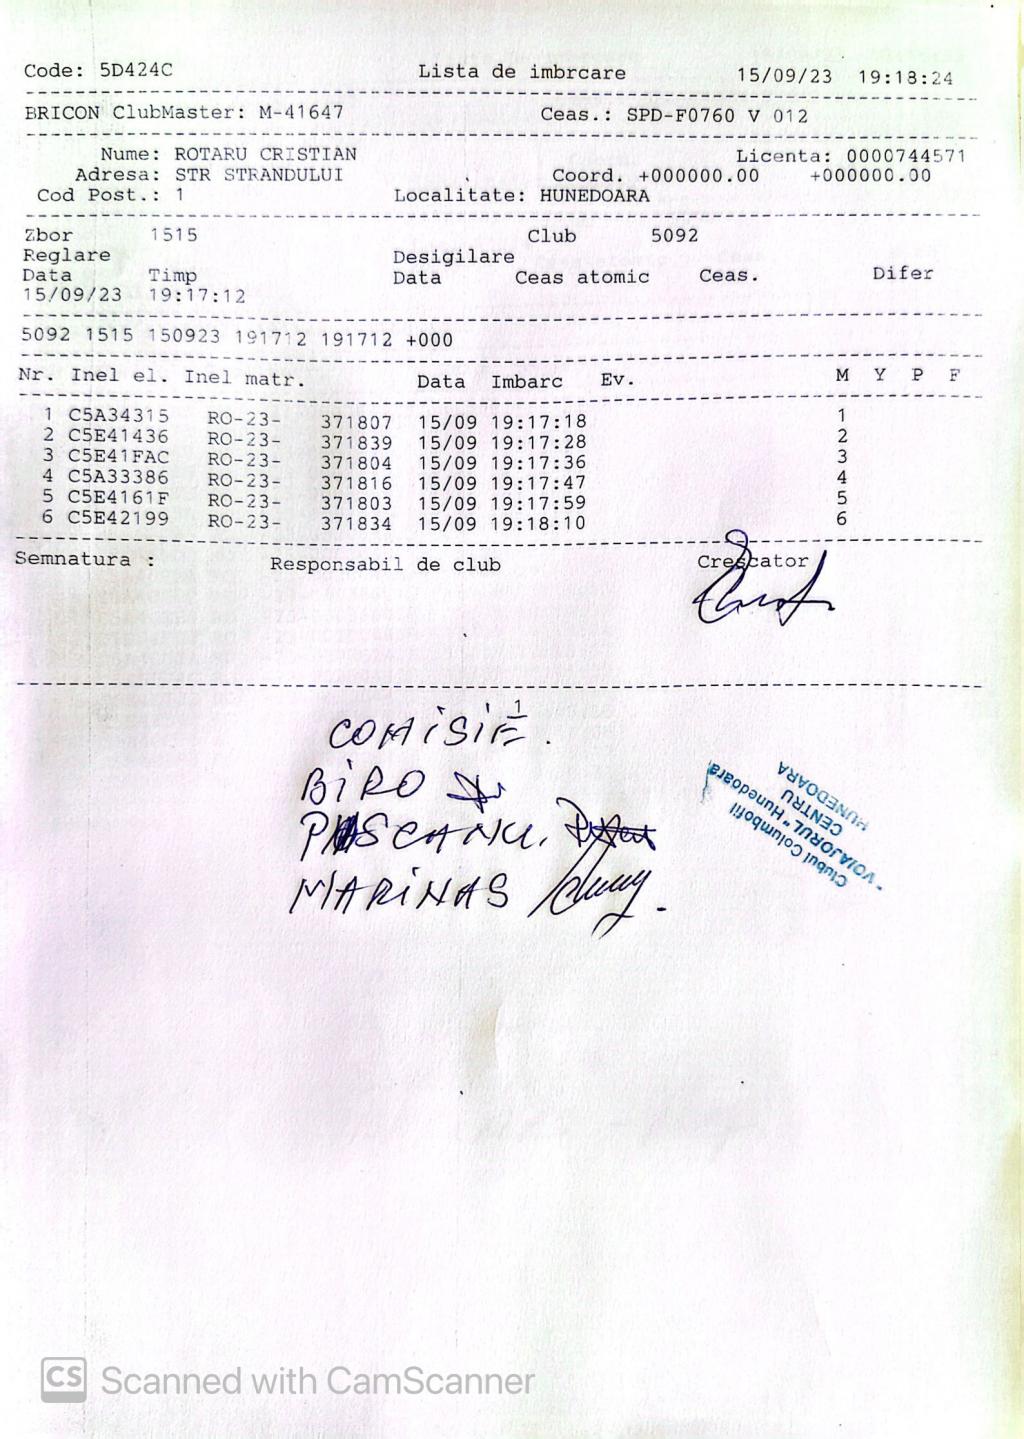 Code: 5D424C Lista de imbrcare 15/09/23 19:18:24
BRICON ClubMaster: M-41647 Ceas.: SPD-F0760 V 012
Nume: ROTARU CRISTIAN Licenta: 0000744571
Adresa: STR STRANDULUI Coord. +000000.00 +000000.00
Cod Post.: 1 Localitate: HUNEDOARA
Zbor 1515 Club 5092
Reglare Desigilare
Data Timp Data Ceas atomic Ceas. Difer
15/09/23 19:17:12
5092 1515 150923 191712 191712 +000
Nr. Inel el. Inel matr. Data Imbarc Ev. M Y P F
1 C5A34315 RO-23- 371807 15/09 19:17:18 1
2 C5E41436 RO-23- 371839 15/09 19:17:28 2
3 C5E41FAC RO-23- 371804 15/09 19:17:36 3
4 C5A33386 RO-23- 371816 15/09 19:17:47 4
5 C5E4161F RO-23- 371803 15/09 19:17:59 5
6 C5E42199 RO-23- 371834 15/09 19:18:10 6
Semnatura : Responsabil de club Crescator
COMISIE.
BIRO
PASCANU.
MARINAS
Clubul Columbofil
"VOIAJORUL" Hunedoara
CENTRU
HUNEDOARA
CS Scanned with CamScanner